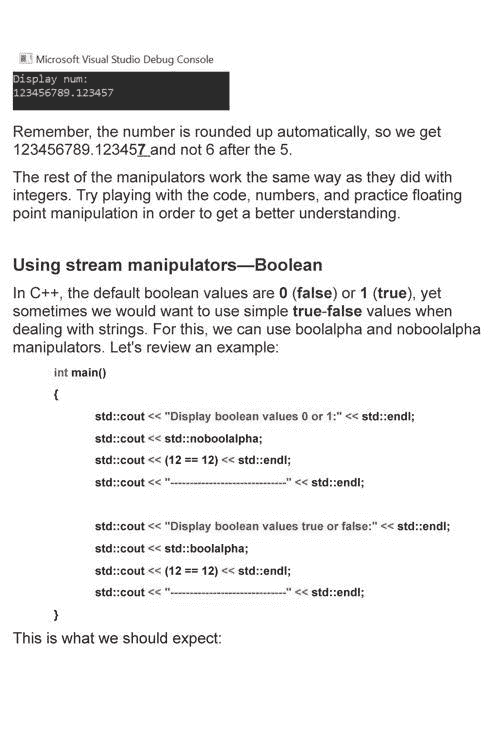 Microsoft Visual Studio Debug Console
Display num:
123456789.123457
Remember, the number is rounded up automatically, so we get
123456789.123457 and not 6 after the 5.
The rest of the manipulators work the same way as they did with
integers. Try playing with the code, numbers, and practice floating
point manipulation in order to get a better understanding.
Using stream manipulators—Boolean
In C++, the default boolean values are 0 (false) or 1 (true), yet
sometimes we would want to use simple true-false values when
dealing with strings. For this, we can use boolalpha and noboolalpha
manipulators. Let's review an example:
int main()
{
std::cout << "Display boolean values 0 or 1:" << std::endl;
std::cout << std::noboolalpha;
std::cout << (12 == 12) << std::endl;
std::cout << "------------------------------" << std::endl;
std::cout << "Display boolean values true or false:" << std::endl;
std::cout << std::boolalpha;
std::cout << (12 == 12) << std::endl;
std::cout << "------------------------------" << std::endl;
}
This is what we should expect: